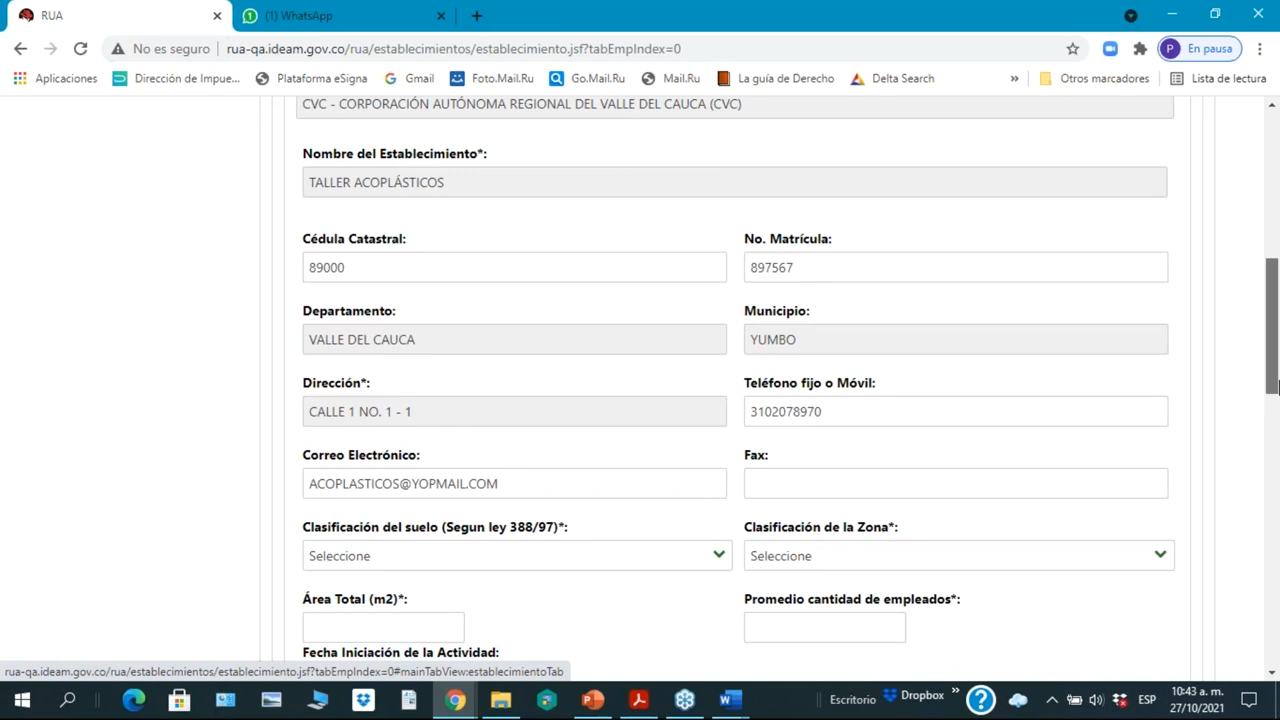 RUA
(1) WhatsApp
No es seguro
rua-qa.ideam.gov.co/rua/establecimientos/establecimiento.jsf?tabEmpIndex=0
P En pausa
Aplicaciones
Dirección de Impue...
Plataforma eSigna
Gmail
Foto.Mail.Ru
Go.Mail.Ru
Mail.Ru
La guía de Derecho
Delta Search
»
Otros marcadores
Lista de lectura
CVC - CORPORACIÓN AUTÓNOMA REGIONAL DEL VALLE DEL CAUCA (CVC)
Nombre del Establecimiento*:
TALLER ACOPLÁSTICOS
Cédula Catastral:
No. Matrícula:
89000
897567
Departamento:
Municipio:
VALLE DEL CAUCA
YUMBO
Dirección*:
Teléfono fijo o Móvil:
CALLE 1 NO. 1 - 1
3102078970
Correo Electrónico:
Fax:
ACOPLASTICOS@YOPMAIL.COM
Clasificación del suelo (Segun ley 388/97)*:
Clasificación de la Zona*:
Seleccione
Seleccione
Área Total (m2)*:
Promedio cantidad de empleados*:
Fecha Iniciación de la Actividad:
rua-qa.ideam.gov.co/rua/establecimientos/establecimiento.jsf?tabEmpIndex=0#mainTabView:establecimientoTab
Escritorio
Dropbox
»
ESP
10:43 a. m.
27/10/2021